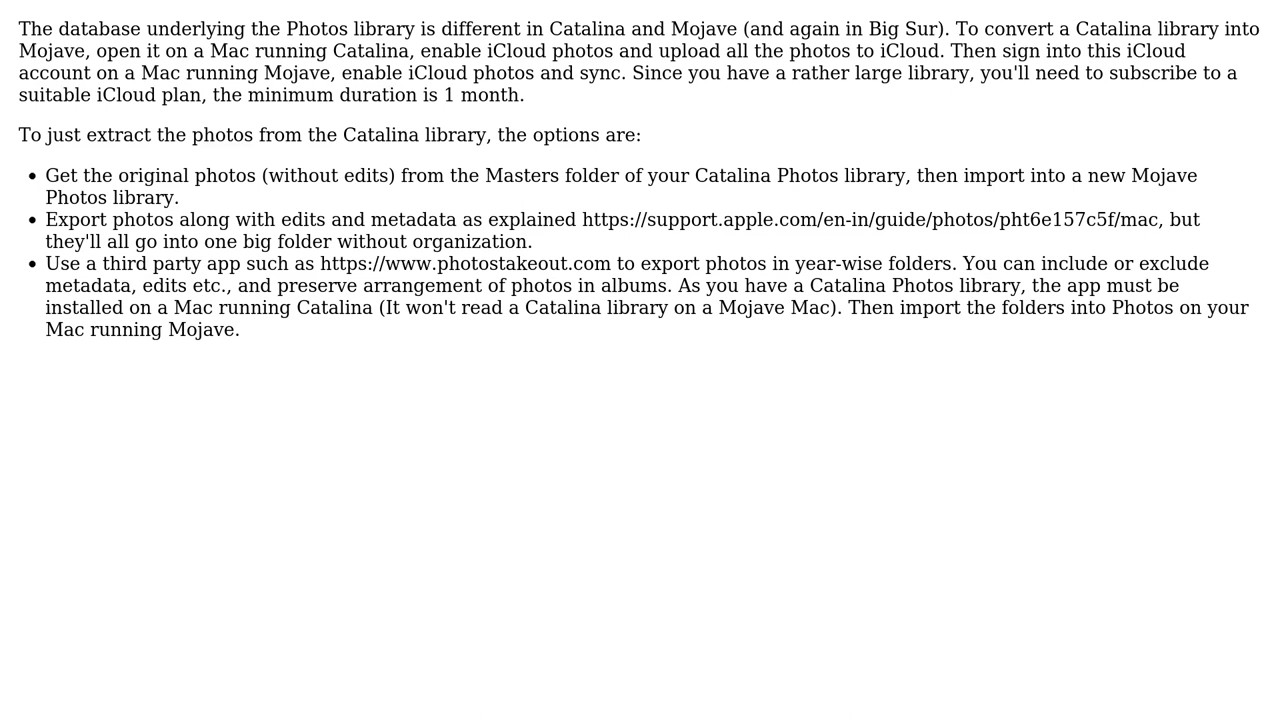 The database underlying the Photos library is different in Catalina and Mojave (and again in Big Sur). To convert a Catalina library into
Mojave, open it on a Mac running Catalina, enable iCloud photos and upload all the photos to iCloud. Then sign into this iCloud
account on a Mac running Mojave, enable iCloud photos and sync. Since you have a rather large library, you'll need to subscribe to a
suitable iCloud plan, the minimum duration is 1 month.
To just extract the photos from the Catalina library, the options are:
• Get the original photos (without edits) from the Masters folder of your Catalina Photos library, then import into a new Mojave
Photos library.
• Export photos along with edits and metadata as explained https://support.apple.com/en-in/guide/photos/pht6e157c5f/mac, but
they'll all go into one big folder without organization.
• Use a third party app such as https://www.photostakeout.com to export photos in year-wise folders. You can include or exclude
metadata, edits etc., and preserve arrangement of photos in albums. As you have a Catalina Photos library, the app must be
installed on a Mac running Catalina (It won't read a Catalina library on a Mojave Mac). Then import the folders into Photos on your
Mac running Mojave.